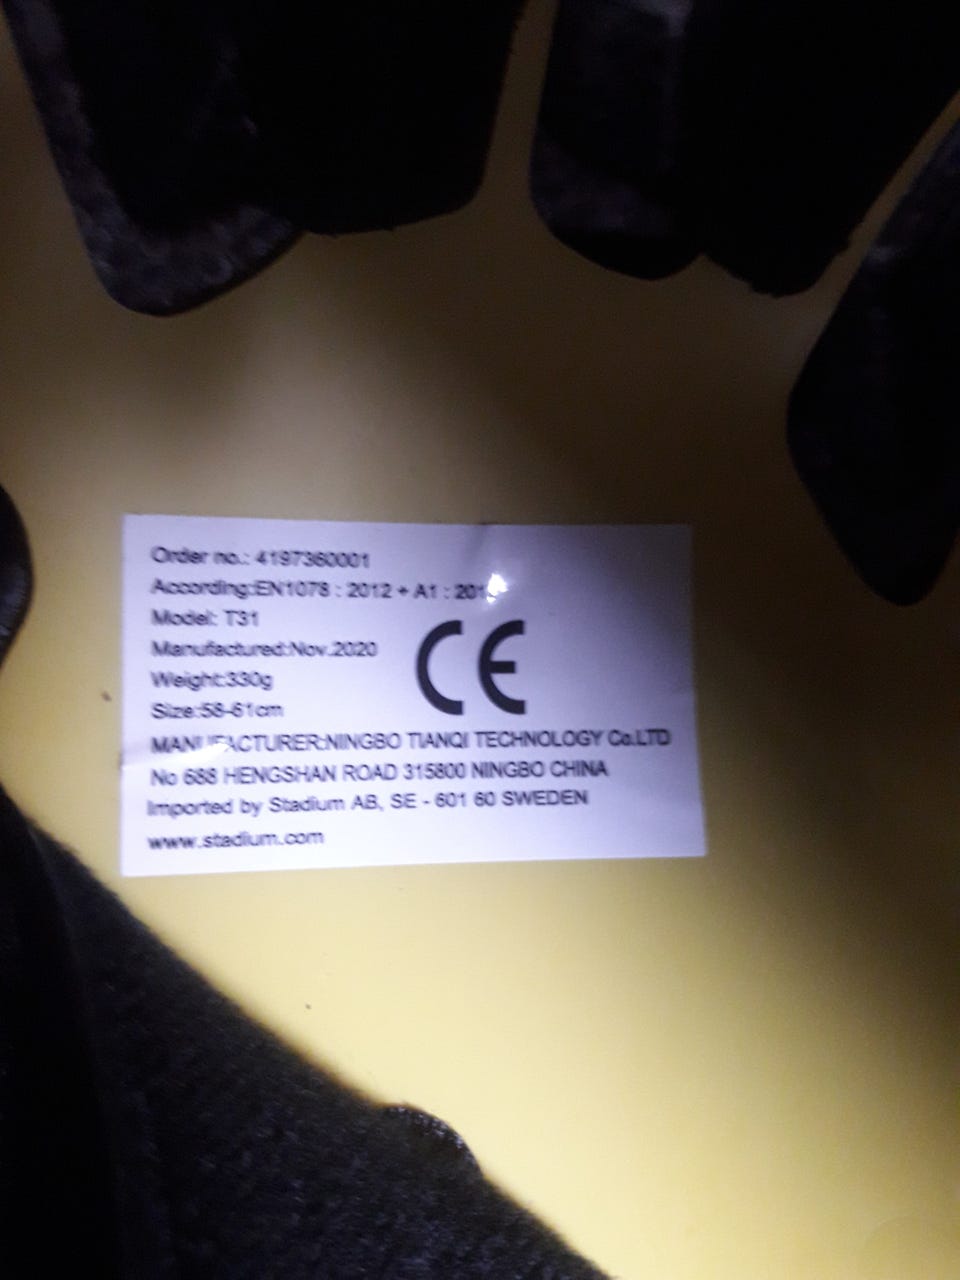 Order no.: 4197360001
According:EN1078 : 2012 + A1 :
Model: T31
Manufactured:Nov.2020
Weight:330g
Size:58-61cm
CE
MANUFACTURER:NINGBO TIANQI TECHNOLOGY Co.LTD
No 688 HENGSHAN ROAD 315800 NINGBO CHINA
Imported by Stadium AB, SE - 601 60 SWEDEN
www.stadium.com